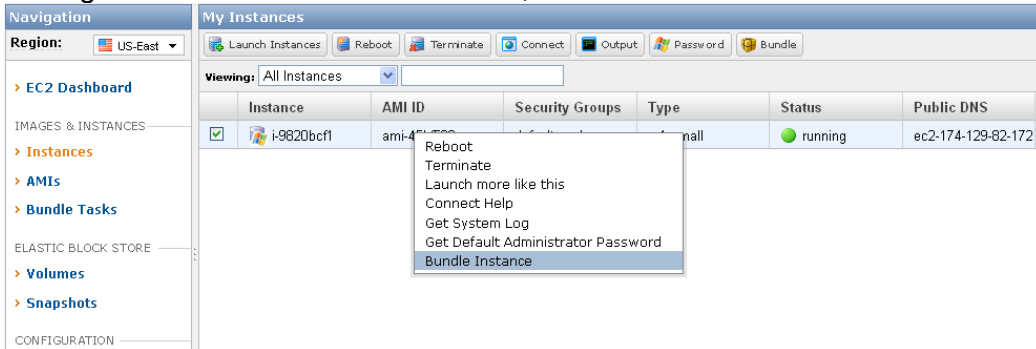 Navigation
My Instances
Region: US-East
Launch Instances Reboot Terminate Connect Output Password Bundle
Viewing: All Instances
> EC2 Dashboard
Instance AMI ID Security Groups Type Status Public DNS
IMAGES & INSTANCES
i-9820bcf1 running ec2-174-129-82-172
> Instances
Reboot
Terminate
Launch more like this
Connect Help
Get System Log
Get Default Administrator Password
Bundle Instance
> AMIs
> Bundle Tasks
ELASTIC BLOCK STORE
> Volumes
> Snapshots
CONFIGURATION